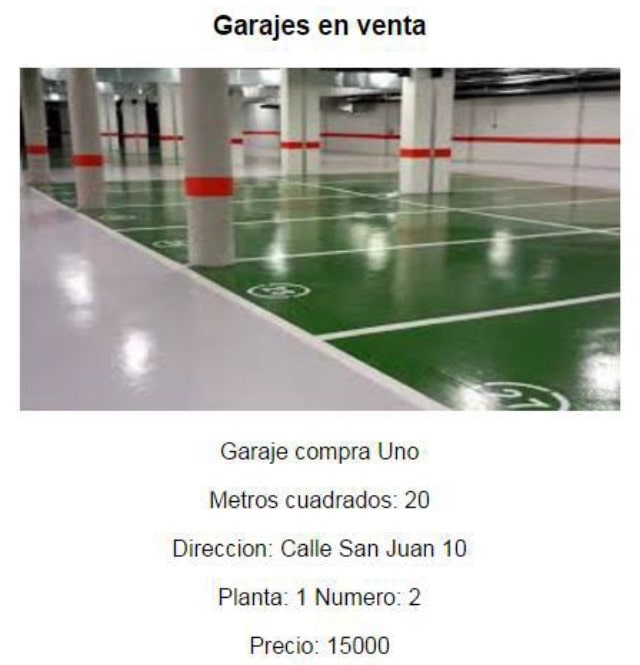 Garajes en venta
27
Garaje compra Uno
Metros cuadrados: 20
Direccion: Calle San Juan 10
Planta: 1 Numero: 2
Precio: 15000